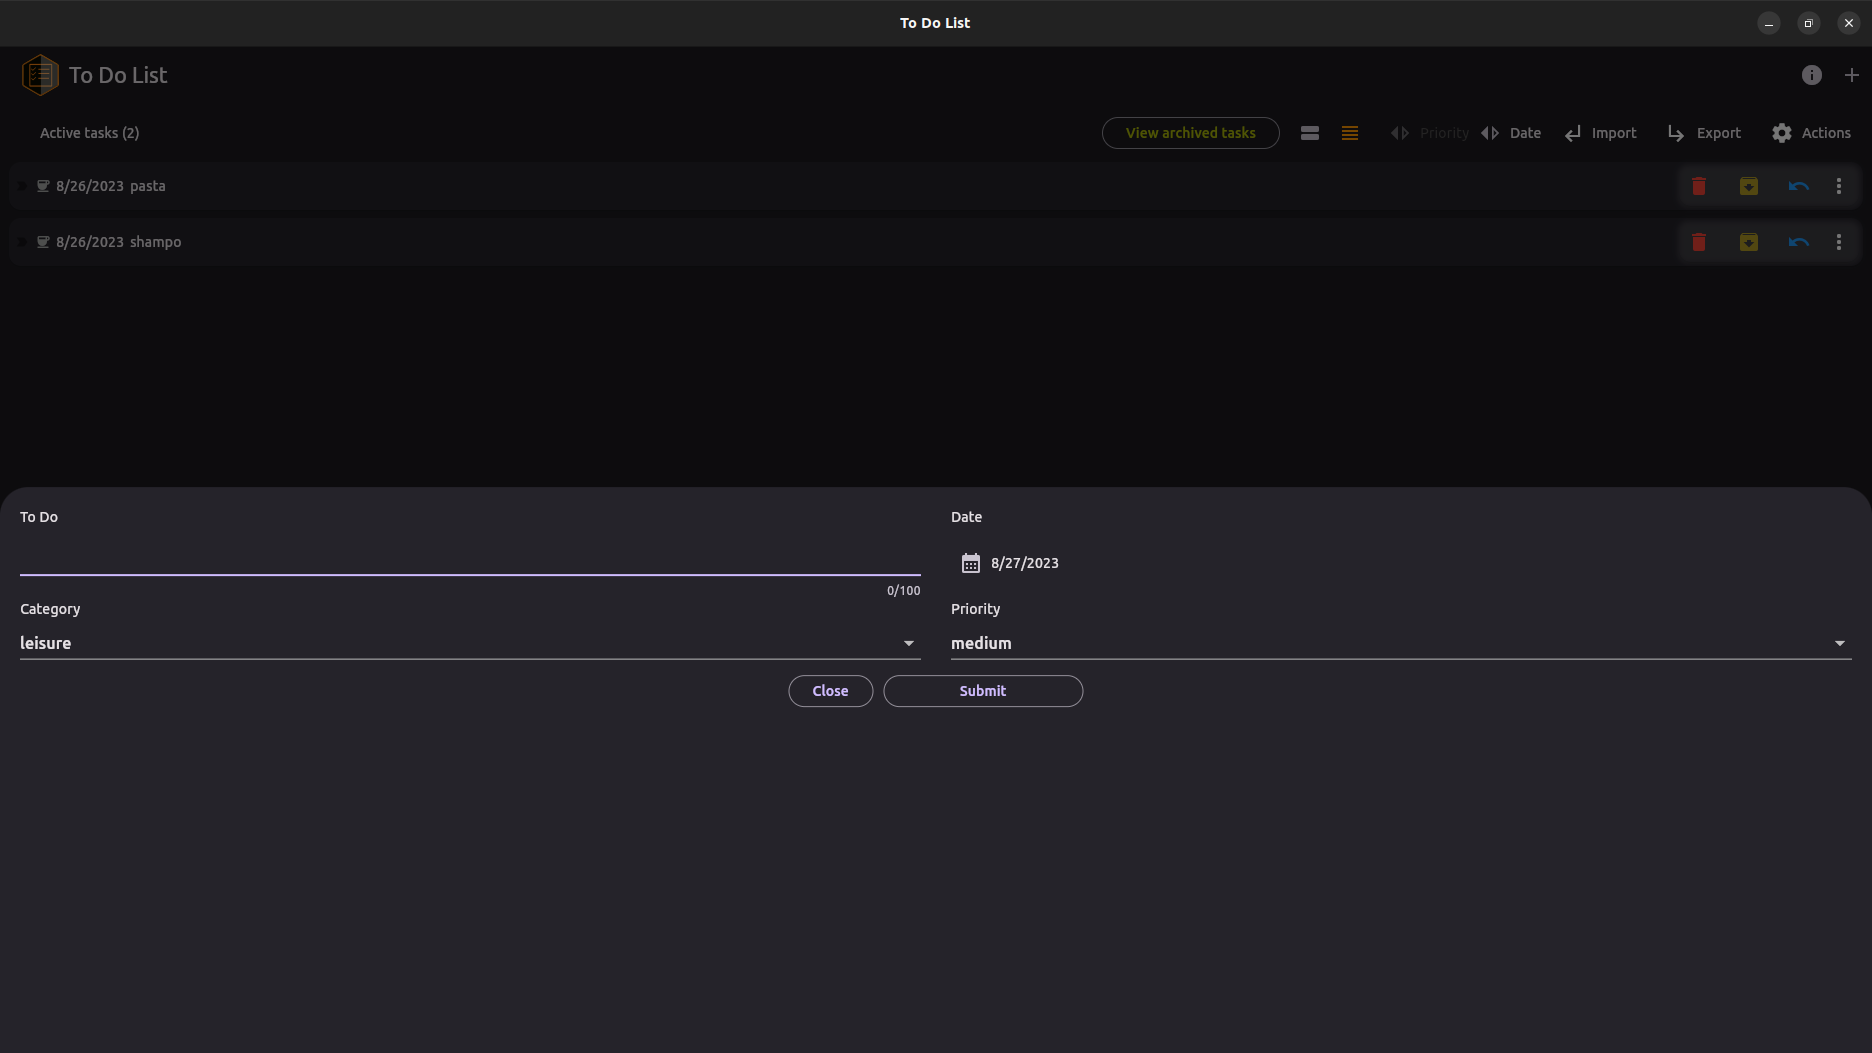 To Do List
To Do List
Active tasks (2)
View archived tasks
Priority
Date
Import
Export
Actions
8/26/2023 pasta
8/26/2023 shampo
To Do
Date
8/27/2023
0/100
Category
Priority
leisure
medium
Close
Submit